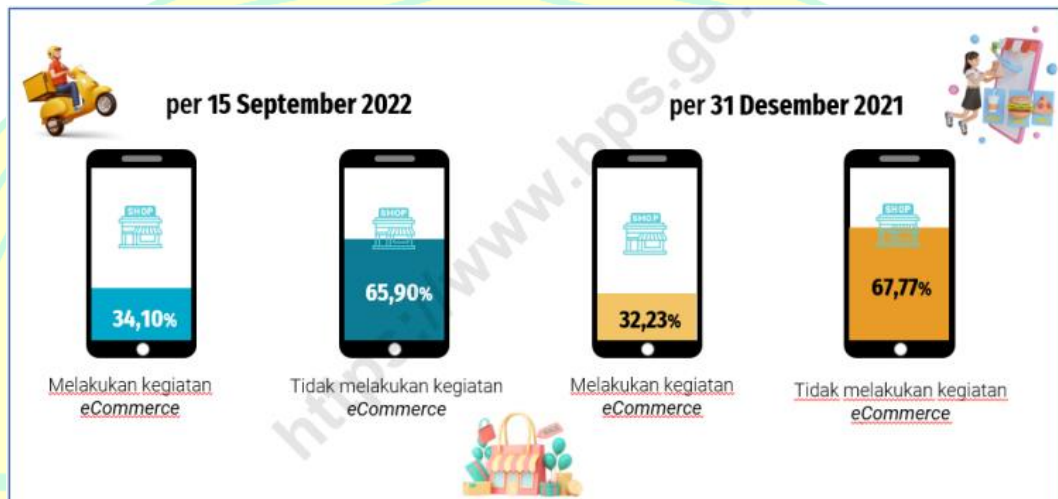 per 15 September 2022
per 31 Desember 2021
SHOP
SHOP
SHOP
SHOP
34,10%
65,90%
32,23%
67,77%
Melakukan kegiatan
eCommerce
Tidak melakukan kegiatan
eCommerce
Melakukan kegiatan
eCommerce
Tidak melakukan kegiatan
eCommerce
https://www.bps.go.